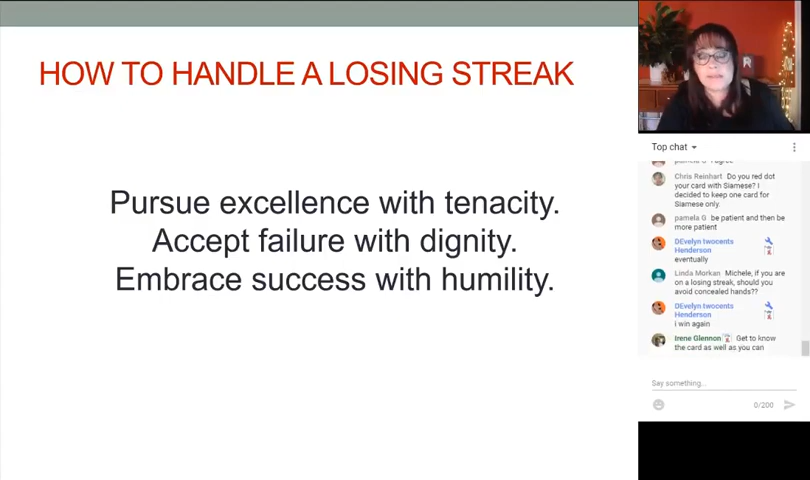 HOW TO HANDLE A LOSING STREAK
Pursue excellence with tenacity.
Accept failure with dignity.
Embrace success with humility.
Top chat
Chris Reinhart Do you red dot
your card with Siamese? I
decided to keep one card for
Siamese only.
pamela G be patient and then be
more patient
DEvelyn twocents
Henderson
eventually
Linda Morkan Michele, if you are
on a losing streak, should you
avoid concealed hands??
DEvelyn twocents
Henderson
i win again
Irene Glennon Get to know
the card as well as you can
Say something...
0/200